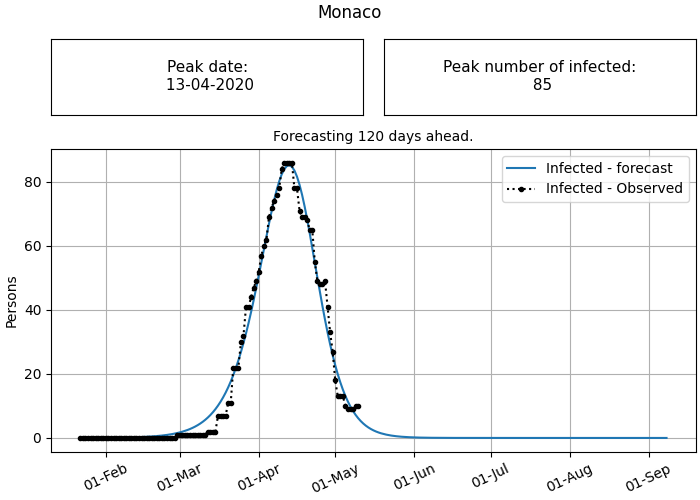 Monaco
Peak date:
13-04-2020
Peak number of infected:
85
Forecasting 120 days ahead.
Infected - forecast
Infected - Observed
Persons
80
60
40
20
0
01-Feb
01-Mar
01-Apr
01-May
01-Jun
01-Jul
01-Aug
01-Sep